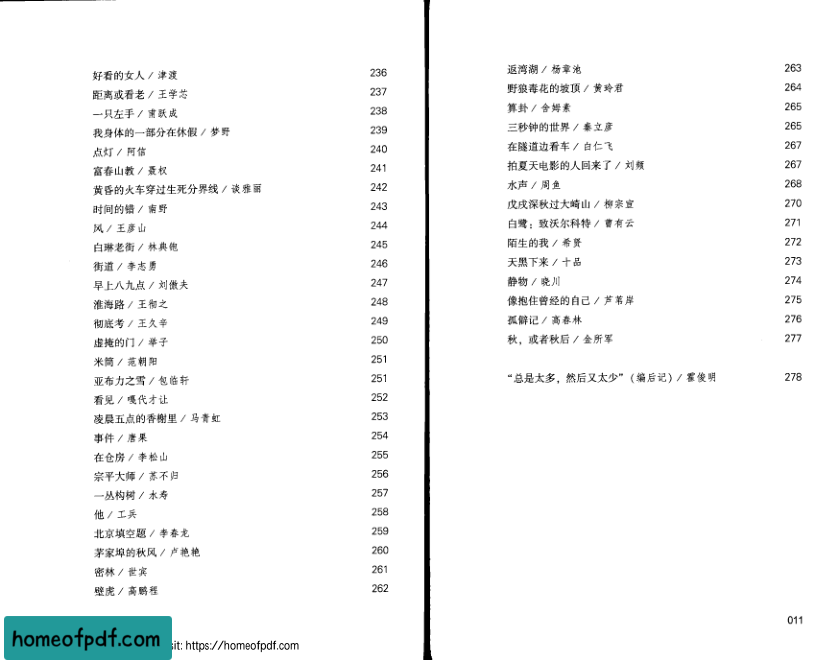 好看的女人 / 津渡 236
距离或看老 / 王学芯 237
一只左手 / 南跃成 238
我身体的一部分在休假 / 梦野 239
点灯 / 阿信 240
富春山教 / 聂权 241
黄昏的火车穿过生死分界线 / 谈雅丽 242
时间的错 / 南野 243
风 / 王彦山 244
白琳老街 / 林典铇 245
街道 / 李志勇 246
早上八九点 / 刘傲夫 247
淮海路 / 王彻之 248
彻底考 / 王久辛 249
虚掩的门 / 举子 250
米筒 / 范朝阳 251
亚布力之雪 / 包临轩 251
看见 / 嘎代才让 252
凌晨五点的香榭里 / 马青虹 253
事件 / 唐果 254
在仓房 / 李松山 255
宗平大师 / 苏不归 256
一丛构树 / 水寿 257
他 / 工兵 258
北京填空题 / 李春龙 259
茅家埠的秋风 / 卢艳艳 260
密林 / 世宾 261
壁虎 / 高鹏程 262
homeofpdf.com
sit: https://homeofpdf.com
返湾湖 / 杨章池 263
野狼毒花的坡顶 / 黄玲君 264
算卦 / 舍姆素 265
三秒钟的世界 / 秦立彦 265
在隧道边看车 / 白仁飞 267
拍夏天电影的人回来了 / 刘频 267
水声 / 周鱼 268
戊戌深秋过大崎山 / 柳宗宣 270
白鹭：致沃尔科特 / 曹有云 271
陌生的我 / 希贤 272
天黑下来 / 十品 273
静物 / 晓川 274
像抱住曾经的自己 / 芦苇岸 275
孤僻记 / 高春林 276
秋，或者秋后 / 金所军 277
“总是太多，然后又太少”（编后记） / 霍俊明 278
011